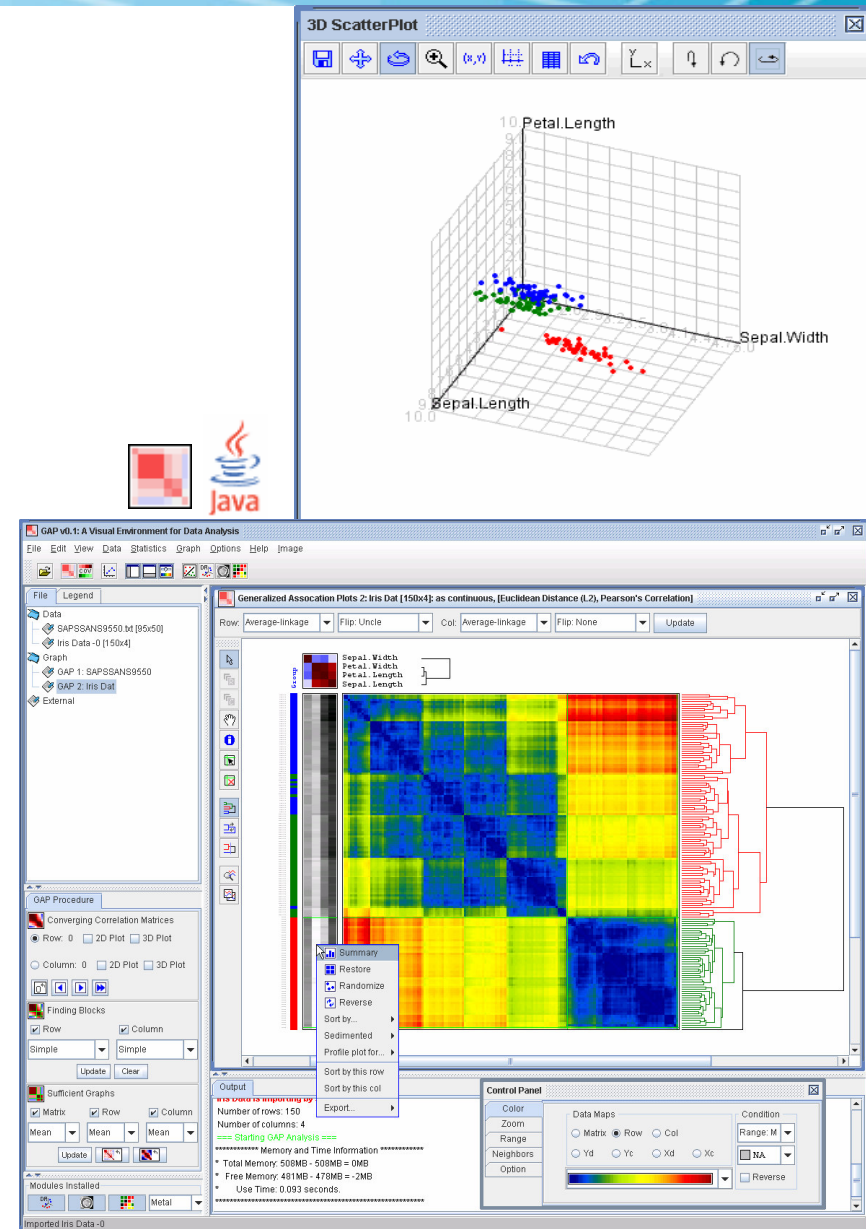 3D ScatterPlot
(x,y)
Y
X
10
Petal.Length
9
Sepal.Width
9
Sepal.Length
10.0
Java
GAP v0.1: A Visual Environment for Data Analysis
File Edit View Data Statistics Graph Options Help Image
COV
File Legend
Data
SAPSSANS9550.txt [95x50]
Iris Data -0 [150x4]
Graph
GAP 1: SAPSSANS9550
GAP 2: Iris Dat
External
Generalized Assocation Plots 2: Iris Dat [150x4]: as continuous, [Euclidean Distance (L2), Pearson's Correlation]
Row: Average-linkage Flip: Uncle Col: Average-linkage Flip: None Update
Group
Sepal.Width
Petal.Width
Petal.Length
Sepal.Length
GAP Procedure
Converging Correlation Matrices
Row: 0 2D Plot 3D Plot
Column: 0 2D Plot 3D Plot
Finding Blocks
Row Column
Simple Simple
Update Clear
Sufficient Graphs
Matrix Row Column
Mean Mean Mean
Update
Modules Installed
Metal
Imported Iris Data -0
Summary
Restore
Randomize
Reverse
Sort by...
Sedimented
Profile plot for...
Sort by this row
Sort by this col
Export...
Output
Iris Data is importing by
Number of rows: 150
Number of columns: 4
=== Starting GAP Analysis ===
************ Memory and Time Information ************
* Total Memory: 508MB - 508MB = 0MB
* Free Memory: 481MB - 478MB = -2MB
* Use Time: 0.093 seconds.
Control Panel
Color
Zoom
Range
Neighbors
Option
Data Maps
Matrix Row Col
Yd Yc Xd Xc
Condition
Range: M
NA
Reverse